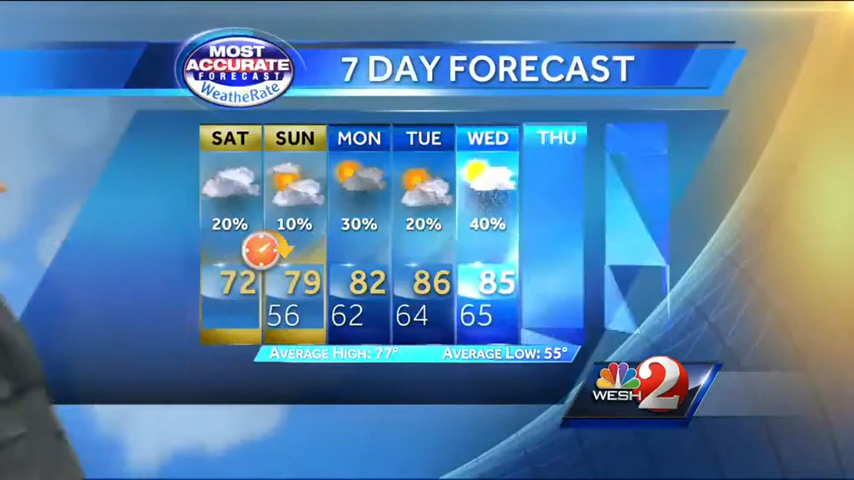 MOST
ACCURATE
FORECAST
WeatheRate
7 DAY FORECAST
SAT SUN MON TUE WED THU
20% 10% 30% 20% 40%
72 79 82 86 85
56 62 64 65
AVERAGE HIGH: 77° AVERAGE LOW: 55°
WESH 2